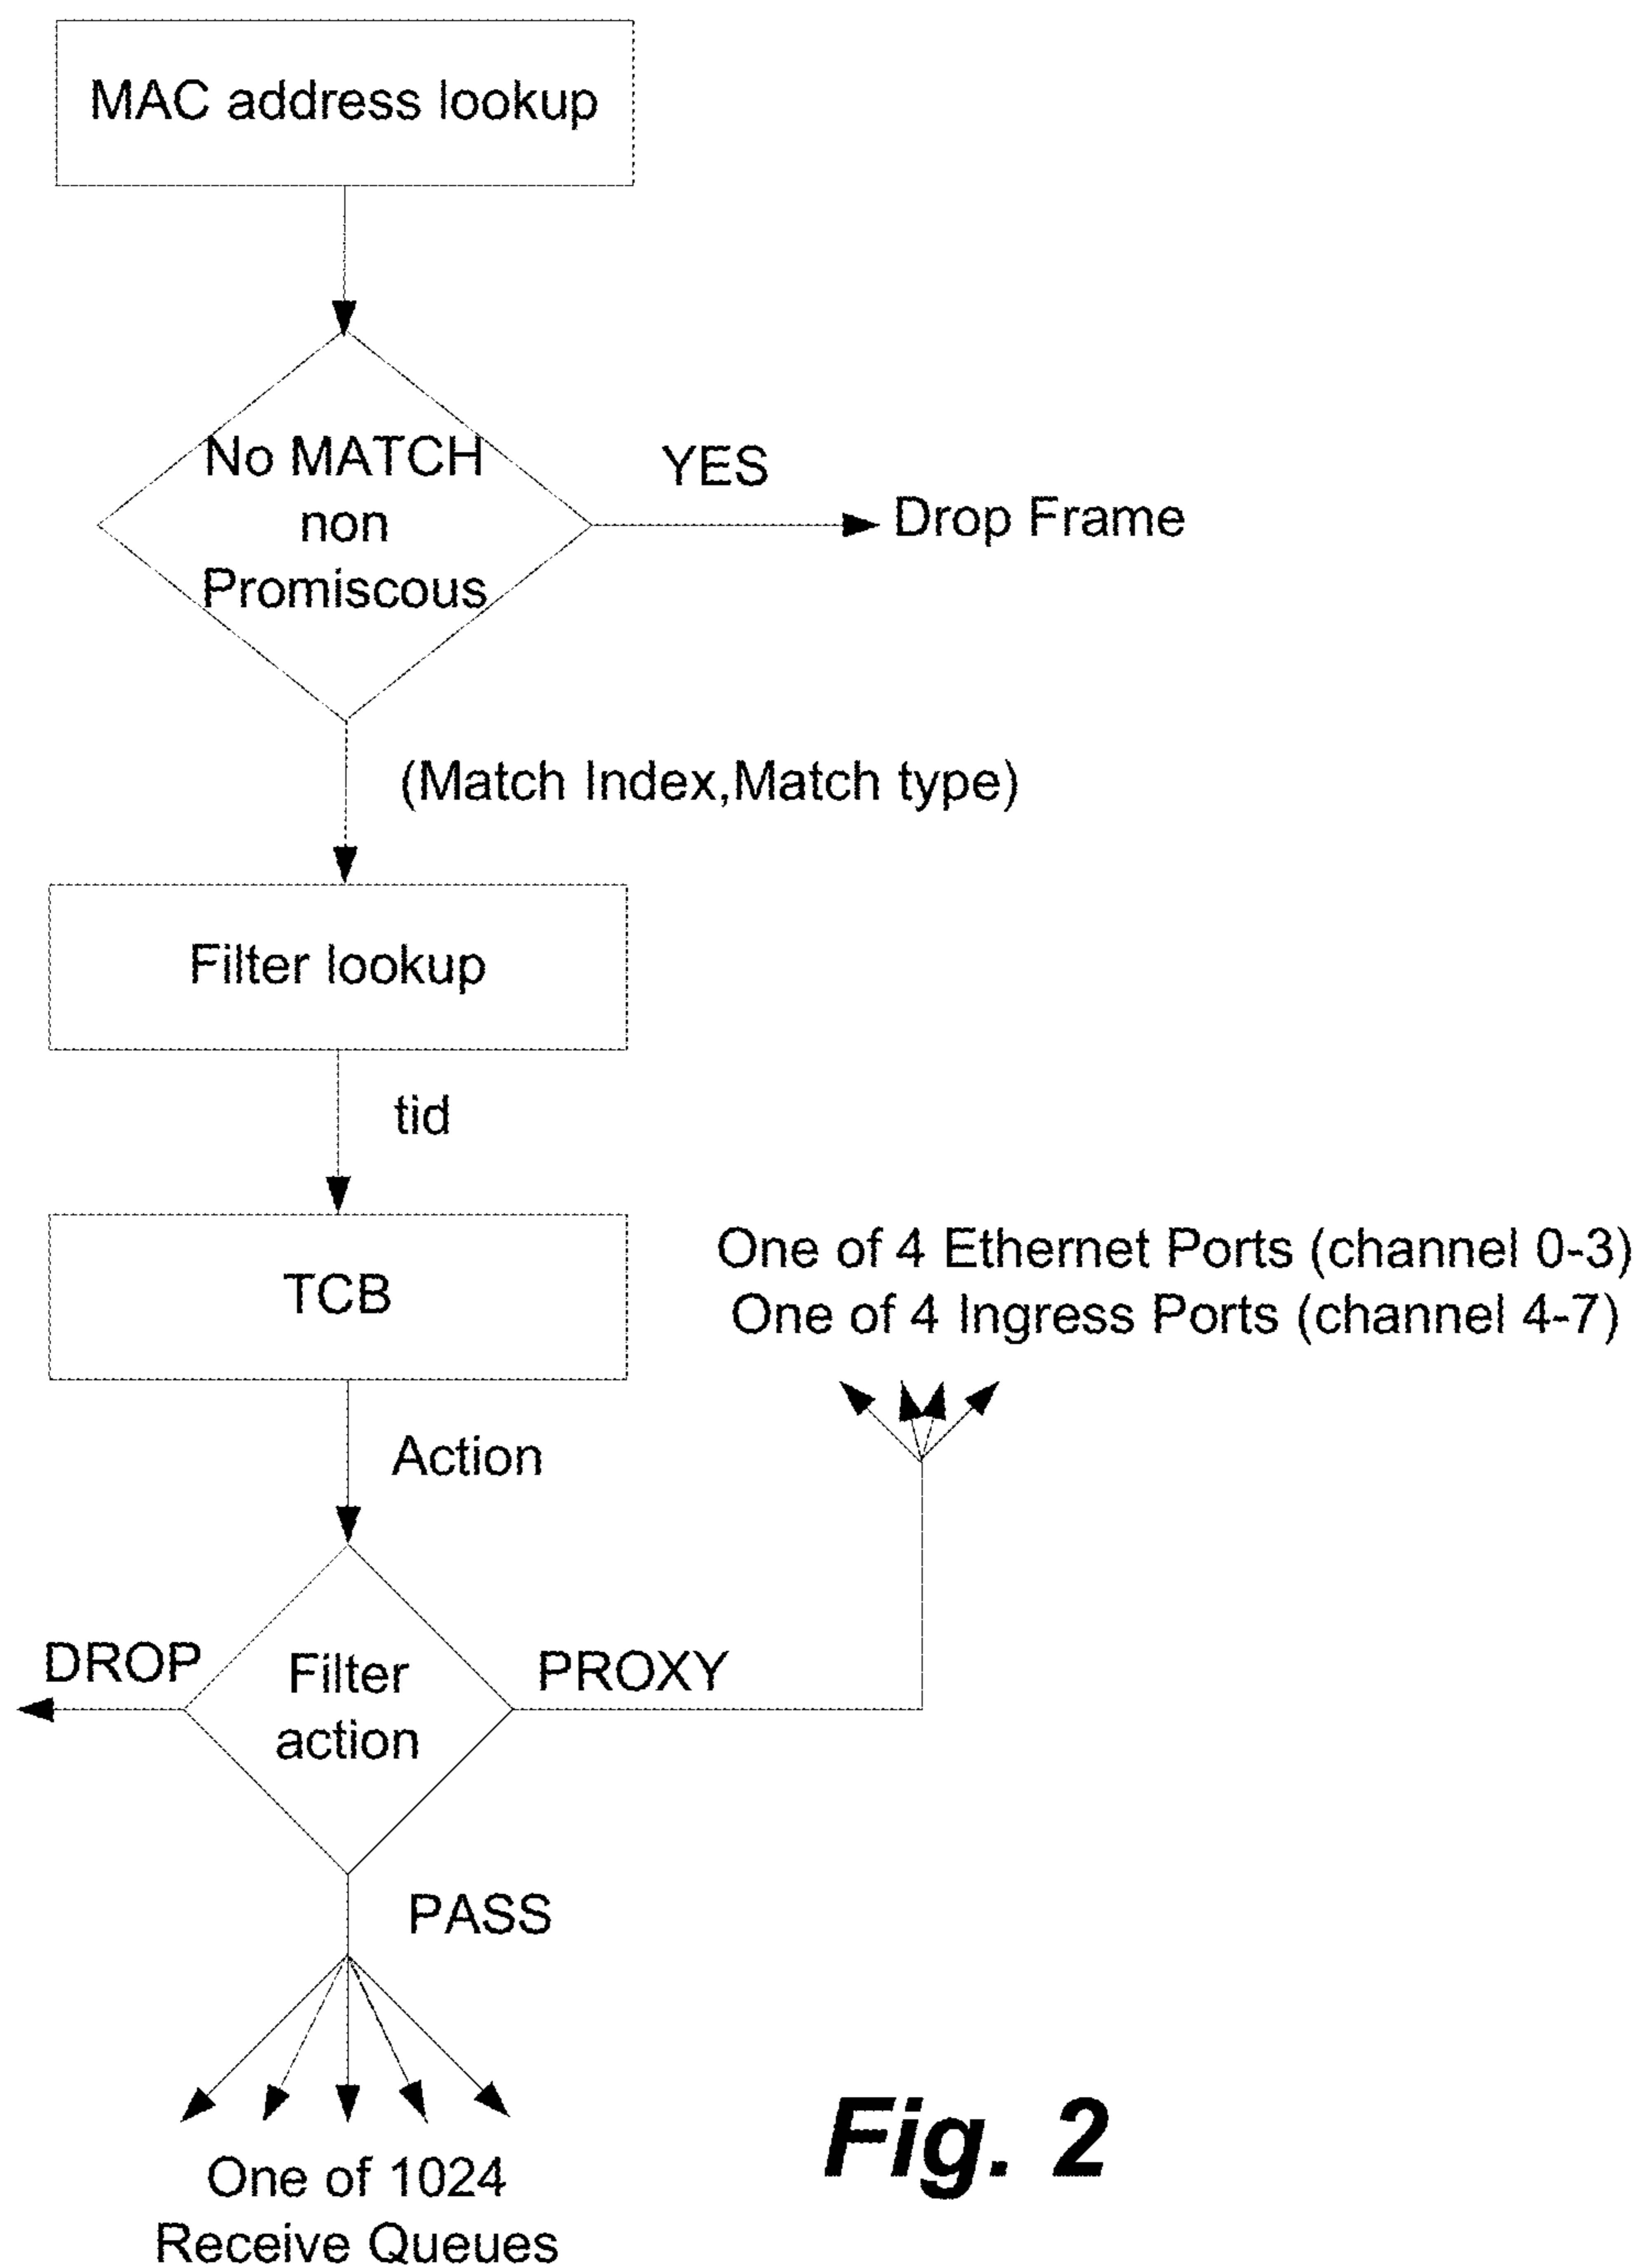 MAC address lookup
No MATCH
non
Promiscous
YES
Drop Frame
(Match Index,Match type)
Filter lookup
tid
TCB
One of 4 Ethernet Ports (channel 0-3)
One of 4 Ingress Ports (channel 4-7)
Action
DROP
Filter
action
PROXY
PASS
One of 1024
Receive Queues
Fig. 2